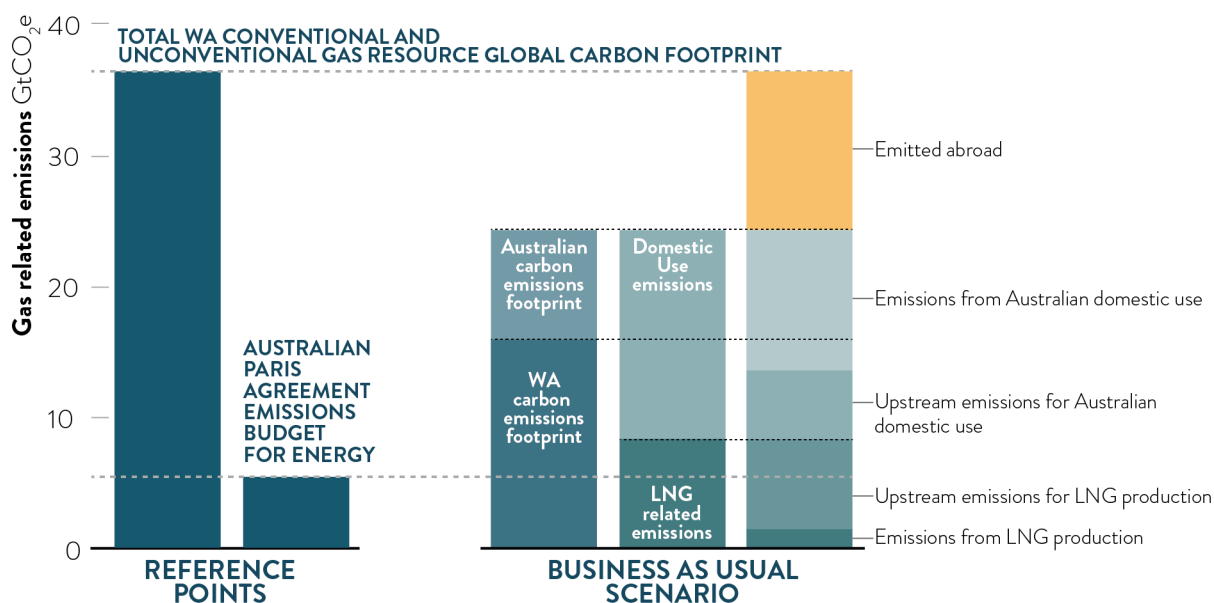 Gas related emissions GtCO₂e
40
30
20
10
0
TOTAL WA CONVENTIONAL AND
UNCONVENTIONAL GAS RESOURCE GLOBAL CARBON FOOTPRINT
AUSTRALIAN
PARIS
AGREEMENT
EMISSIONS
BUDGET
FOR ENERGY
Australian
carbon
emissions
footprint
WA
carbon
emissions
footprint
Domestic
Use
emissions
LNG
related
emissions
Emitted abroad
Emissions from Australian domestic use
Upstream emissions for Australian
domestic use
Upstream emissions for LNG production
Emissions from LNG production
REFERENCE
POINTS
BUSINESS AS USUAL
SCENARIO